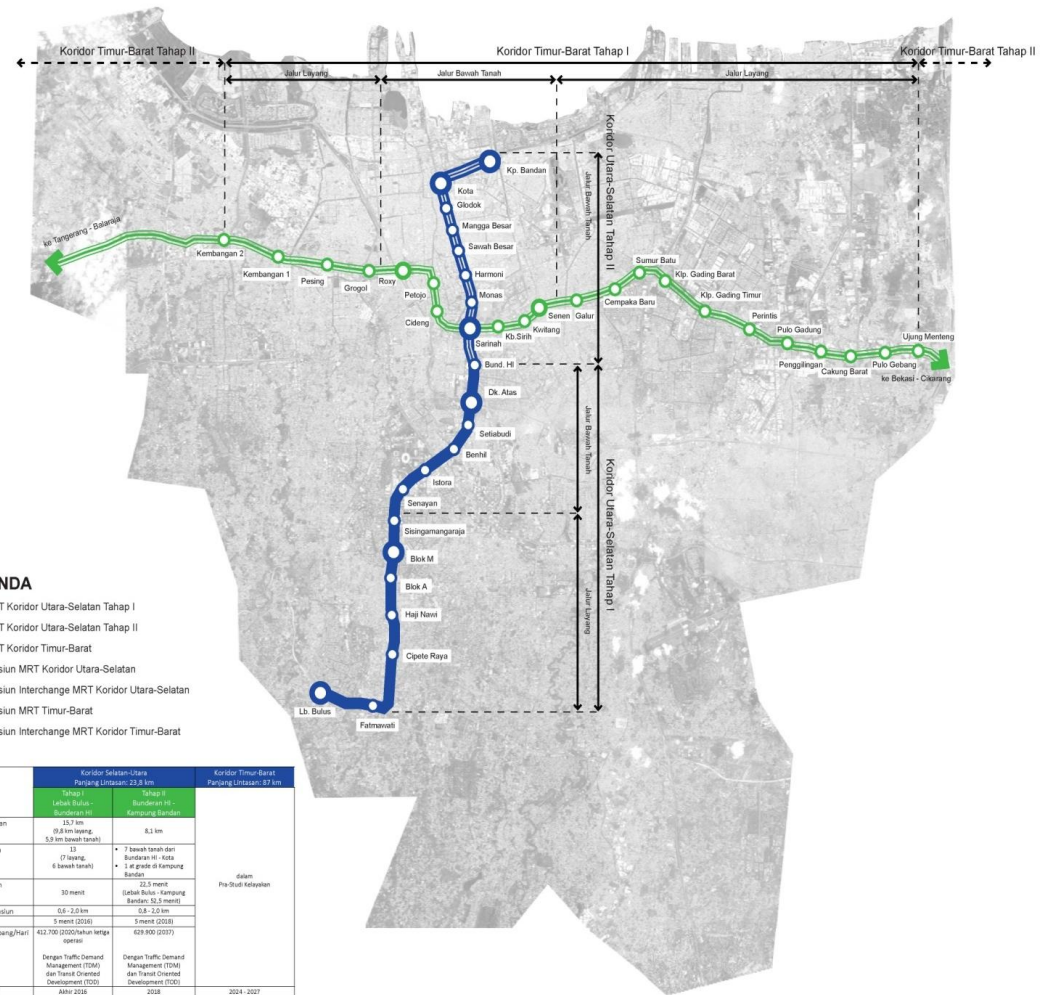 Koridor Timur-Barat Tahap II
Koridor Timur-Barat Tahap I
Koridor Timur-Barat Tahap II
Jalur Layang
Jalur Bawah Tanah
Jalur Layang
Koridor Utara-Selatan Tahap II
Jalur Bawah Tanah
Kp. Bandan
Kota
Glodok
Mangga Besar
Sawah Besar
Harmoni
Monas
Sarinah
Bund. HI
ke Tangerang - Balaraja
Kembangan 2
Kembangan 1
Pesing
Grogol
Roxy
Petojo
Cideng
Kb.Sirih
Kwitang
Senen
Galur
Cempaka Baru
Sumur Batu
Klp. Gading Barat
Klp. Gading Timur
Perintis
Pulo Gadung
Penggilingan
Cakung Barat
Pulo Gebang
Ujung Menteng
ke Bekasi - Cikarang
Dk. Atas
Setiabudi
Benhil
Istora
Senayan
Sisingamangaraja
Blok M
Blok A
Haji Nawi
Cipete Raya
Lb. Bulus
Fatmawati
Jalur Bawah Tanah
Koridor Utara-Selatan Tahap I
Jalur Layang
NDA
T Koridor Utara-Selatan Tahap I
T Koridor Utara-Selatan Tahap II
T Koridor Timur-Barat
siun MRT Koridor Utara-Selatan
siun Interchange MRT Koridor Utara-Selatan
siun MRT Timur-Barat
siun Interchange MRT Koridor Timur-Barat
Koridor Selatan-Utara
Panjang Lintasan: 23,8 km
Koridor Timur-Barat
Panjang Lintasan: 87 km
Tahap I
Lebak Bulus -
Bunderan HI
Tahap II
Bunderan HI -
Kampung Bandan
15,7 km
(9,8 km layang,
5,9 km bawah tanah)
8,1 km
13
(7 layang,
6 bawah tanah)
• 7 bawah tanah dari
Bundaran HI - Kota
• 1 at grade di Kampung
Bandan
dalam
Pra-Studi Kelayakan
30 menit
22,5 menit
(Lebak Bulus - Kampung
Bandan: 52,5 menit)
siun
0,6 - 2,0 km
0,8 - 2,0 km
5 menit (2016)
5 menit (2018)
pang/Hari
412.700 (2020/tahun ketiga
operasi
629.900 (2037)
Dengan Traffic Demand
Management (TDM)
dan Transit Oriented
Development (TOD)
Dengan Traffic Demand
Management (TDM)
dan Transit Oriented
Development (TOD)
Akhir 2016
2018
2024 - 2027